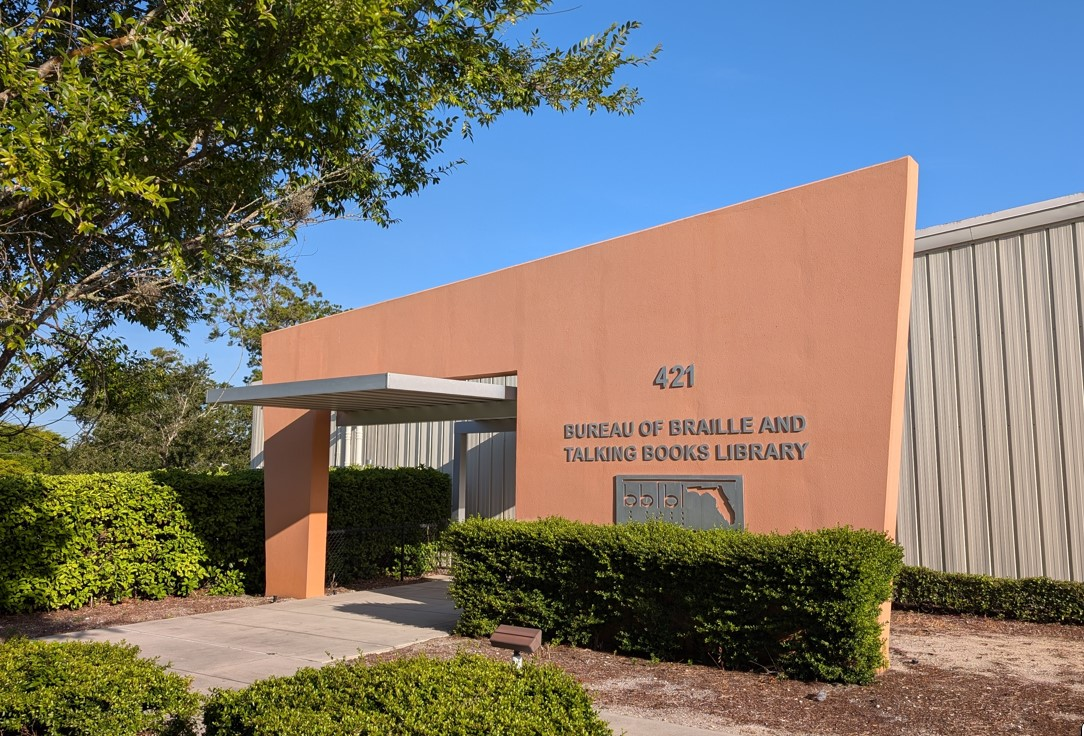 421
BUREAU OF BRAILLE AND
TALKING BOOKS LIBRARY